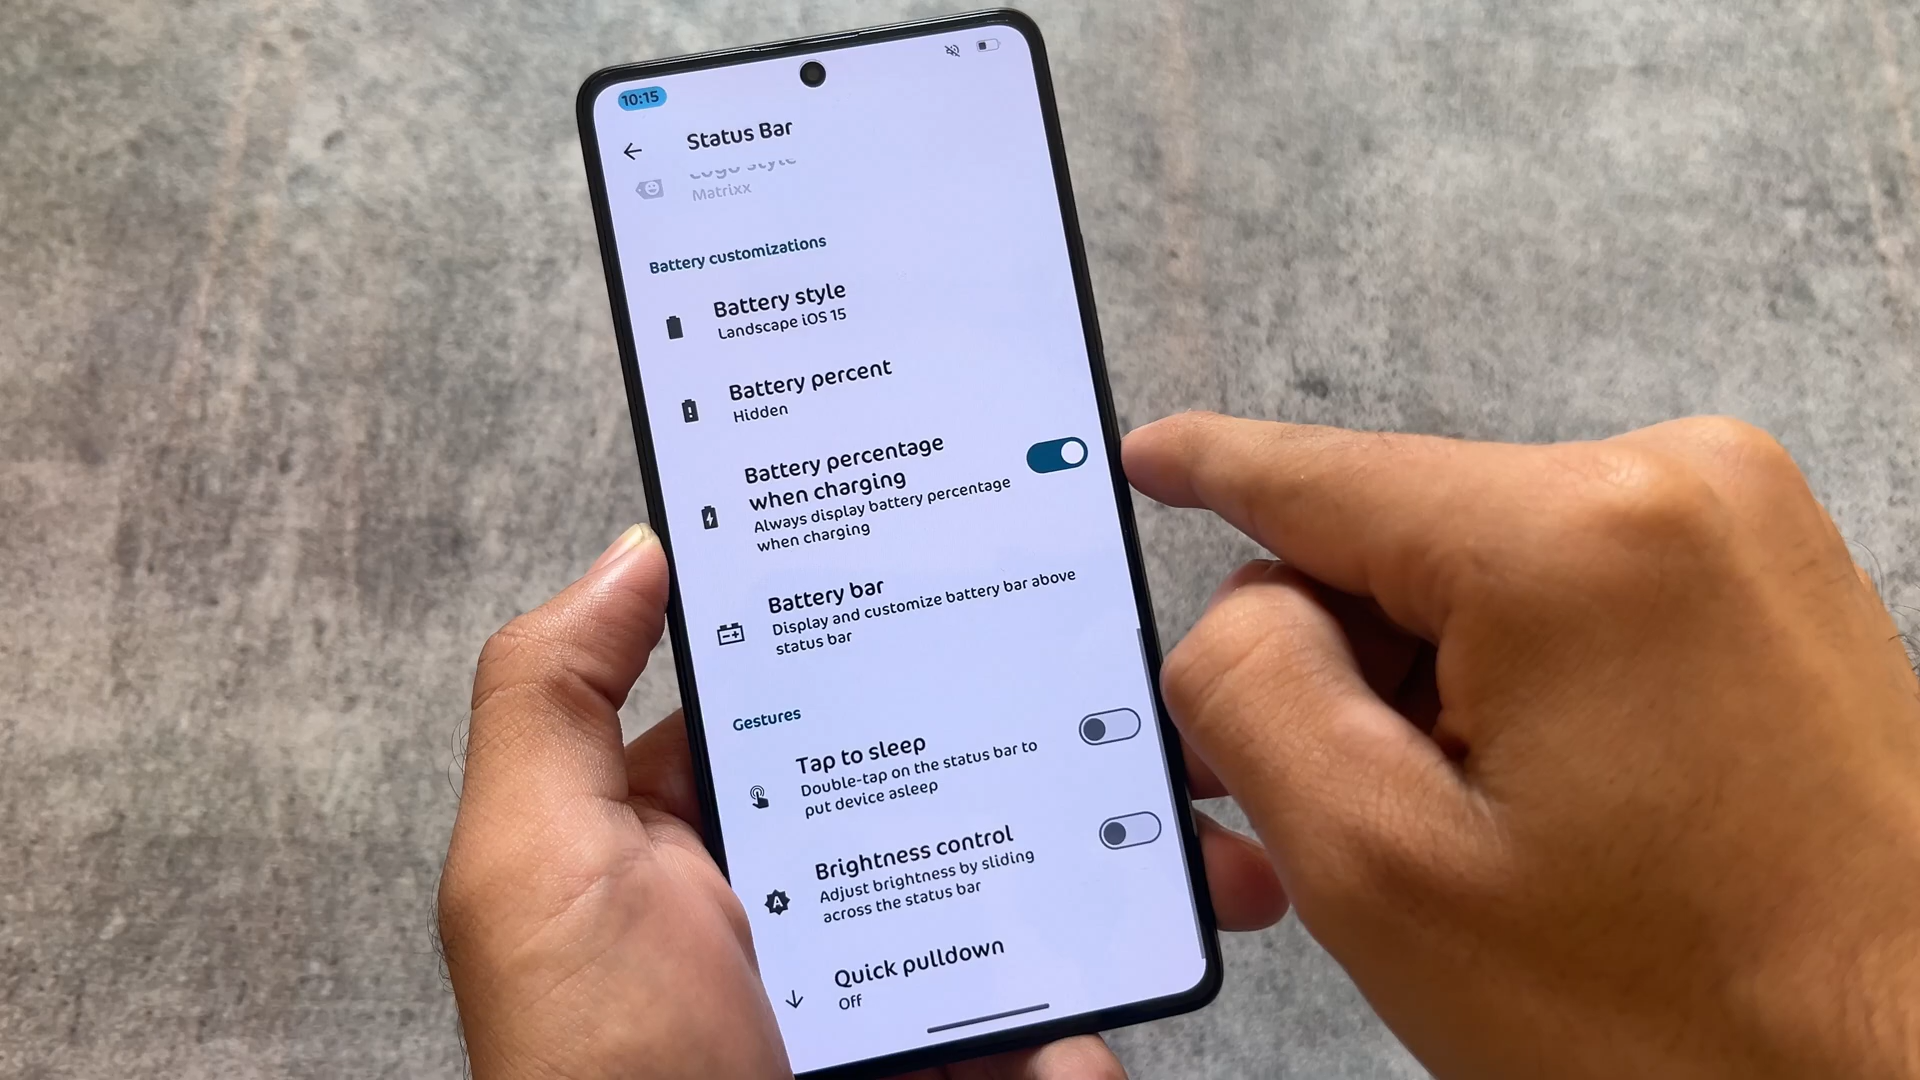 10:15
Status Bar
Logo style
Matrixx
Battery customizations
Battery style
Landscape iOS 15
Battery percent
Hidden
Battery percentage
when charging
Always display battery percentage
when charging
Battery bar
Display and customize battery bar above
status bar
Gestures
Tap to sleep
Double-tap on the status bar to
put device asleep
Brightness control
Adjust brightness by sliding
across the status bar
A
Quick pulldown
Off